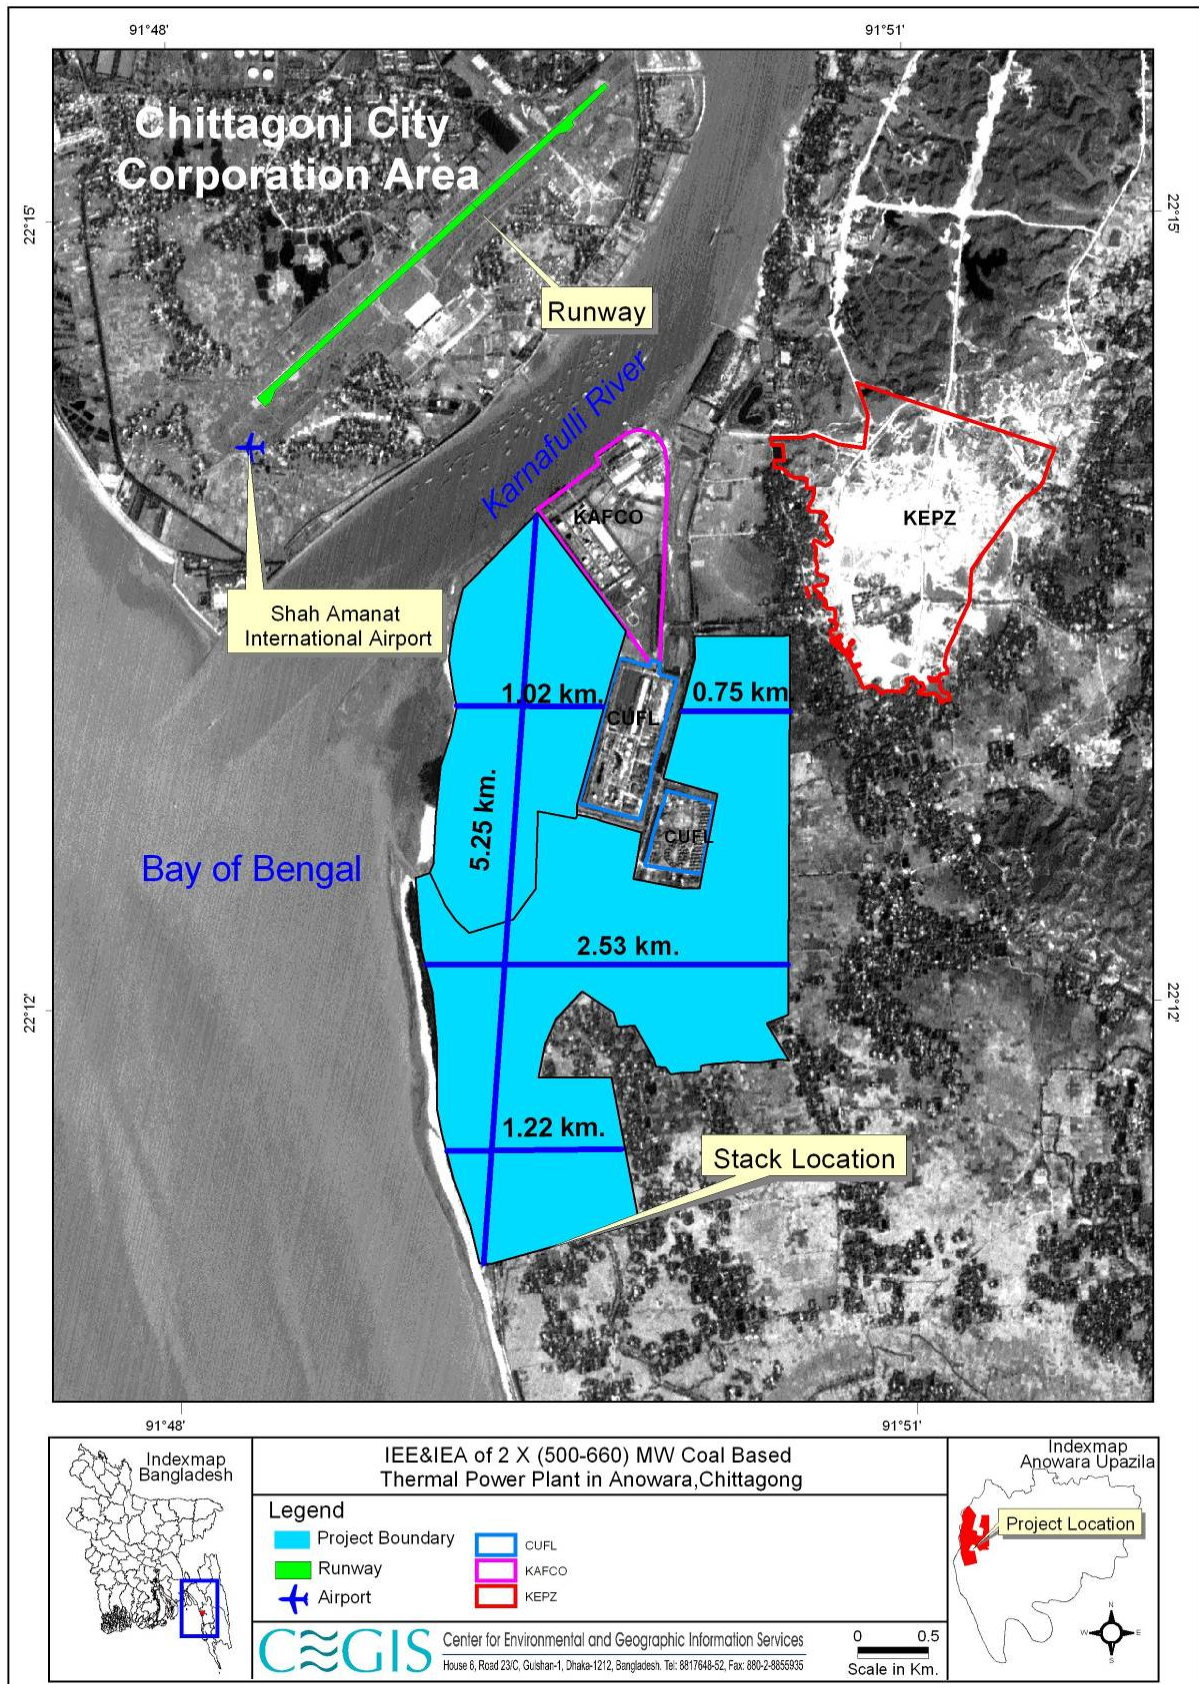 91°48'
91°51'
Chittagonj City
Corporation Area
22°15'
22°15'
Runway
Karnafulli River
KAFCO
KEPZ
Shah Amanat
International Airport
1.02 km.
0.75 km
CUFL
5.25 km.
CUFL
Bay of Bengal
2.53 km.
22°12'
22°12'
1.22 km.
Stack Location
91°48'
91°51'
Indexmap
Bangladesh
IEE&IEA of 2 X (500-660) MW Coal Based
Thermal Power Plant in Anowara,Chittagong
Indexmap
Anowara Upazila
Legend
Project Boundary
CUFL
Runway
KAFCO
Airport
KEPZ
Project Location
N
W
E
S
CEGIS
Center for Environmental and Geographic Information Services
House 6, Road 23/C, Gulshan-1, Dhaka-1212, Bangladesh. Tel: 8817648-52, Fax: 880-2-8855935
0 0.5
Scale in Km.